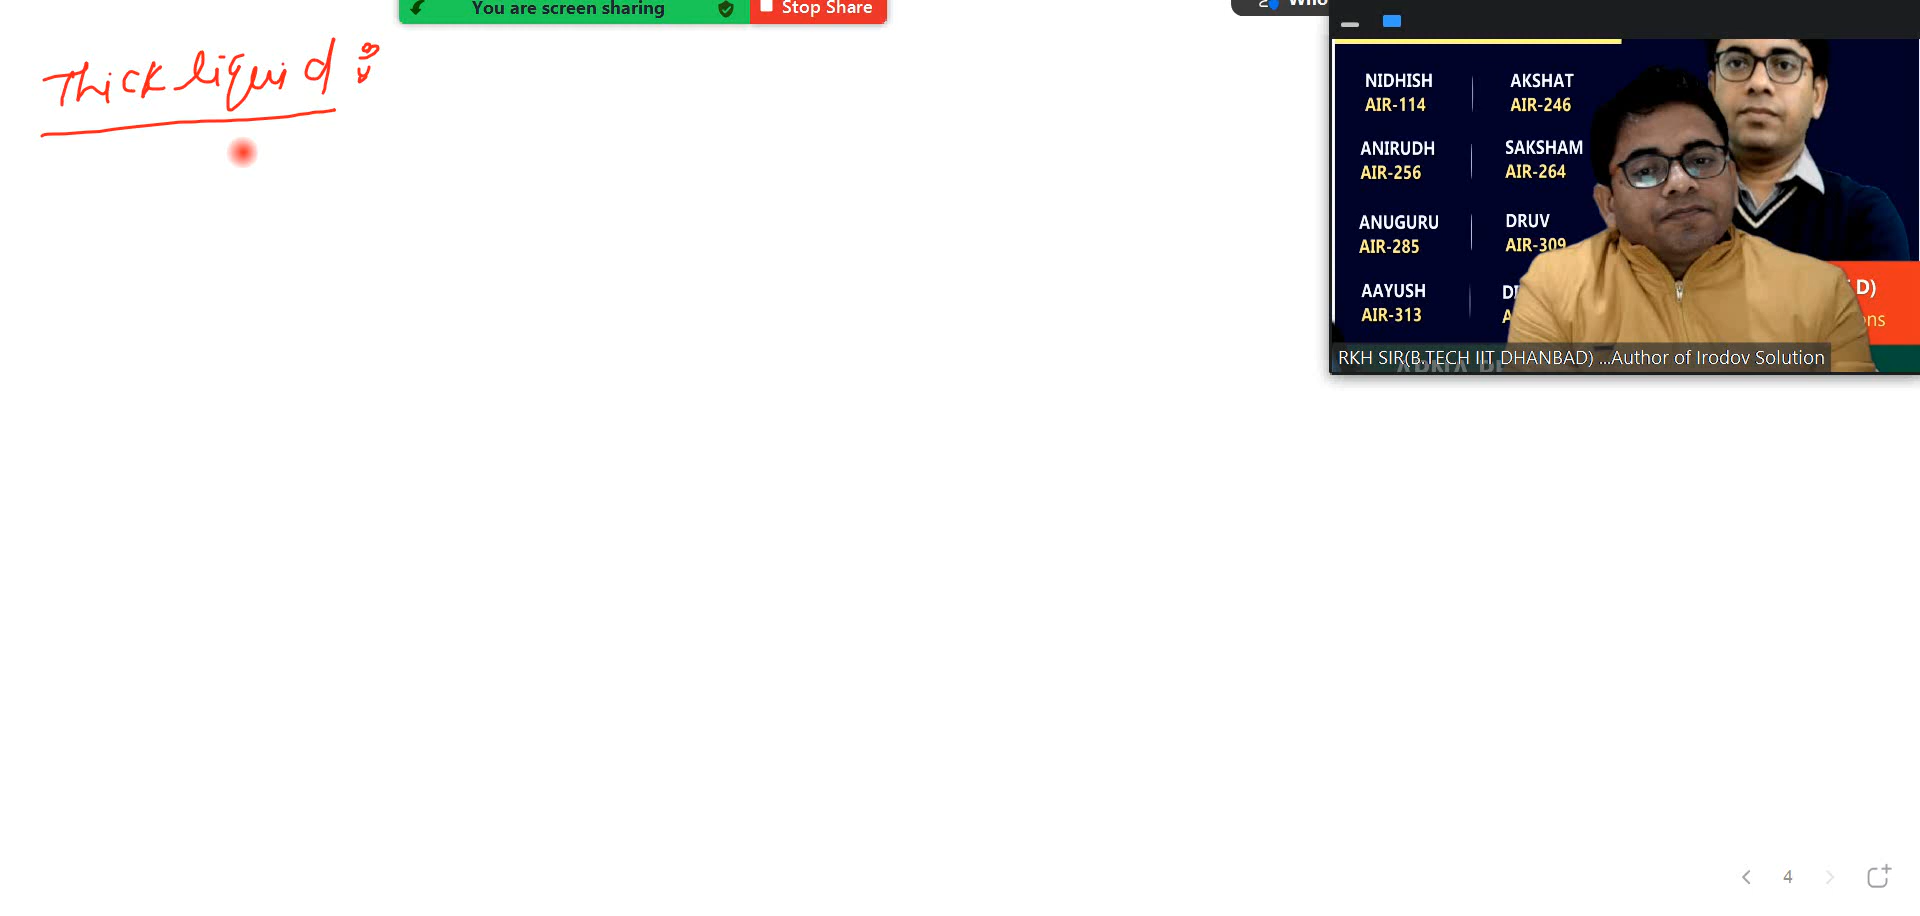 You are screen sharing
Stop Share
Thick liquid :
NIDHISH
AIR-114
AKSHAT
AIR-246
ANIRUDH
AIR-256
SAKSHAM
AIR-264
ANUGURU
AIR-285
DRUV
AIR-309
AAYUSH
AIR-313
D)
RKH SIR(B.TECH IIT DHANBAD) ...Author of Irodov Solution
4